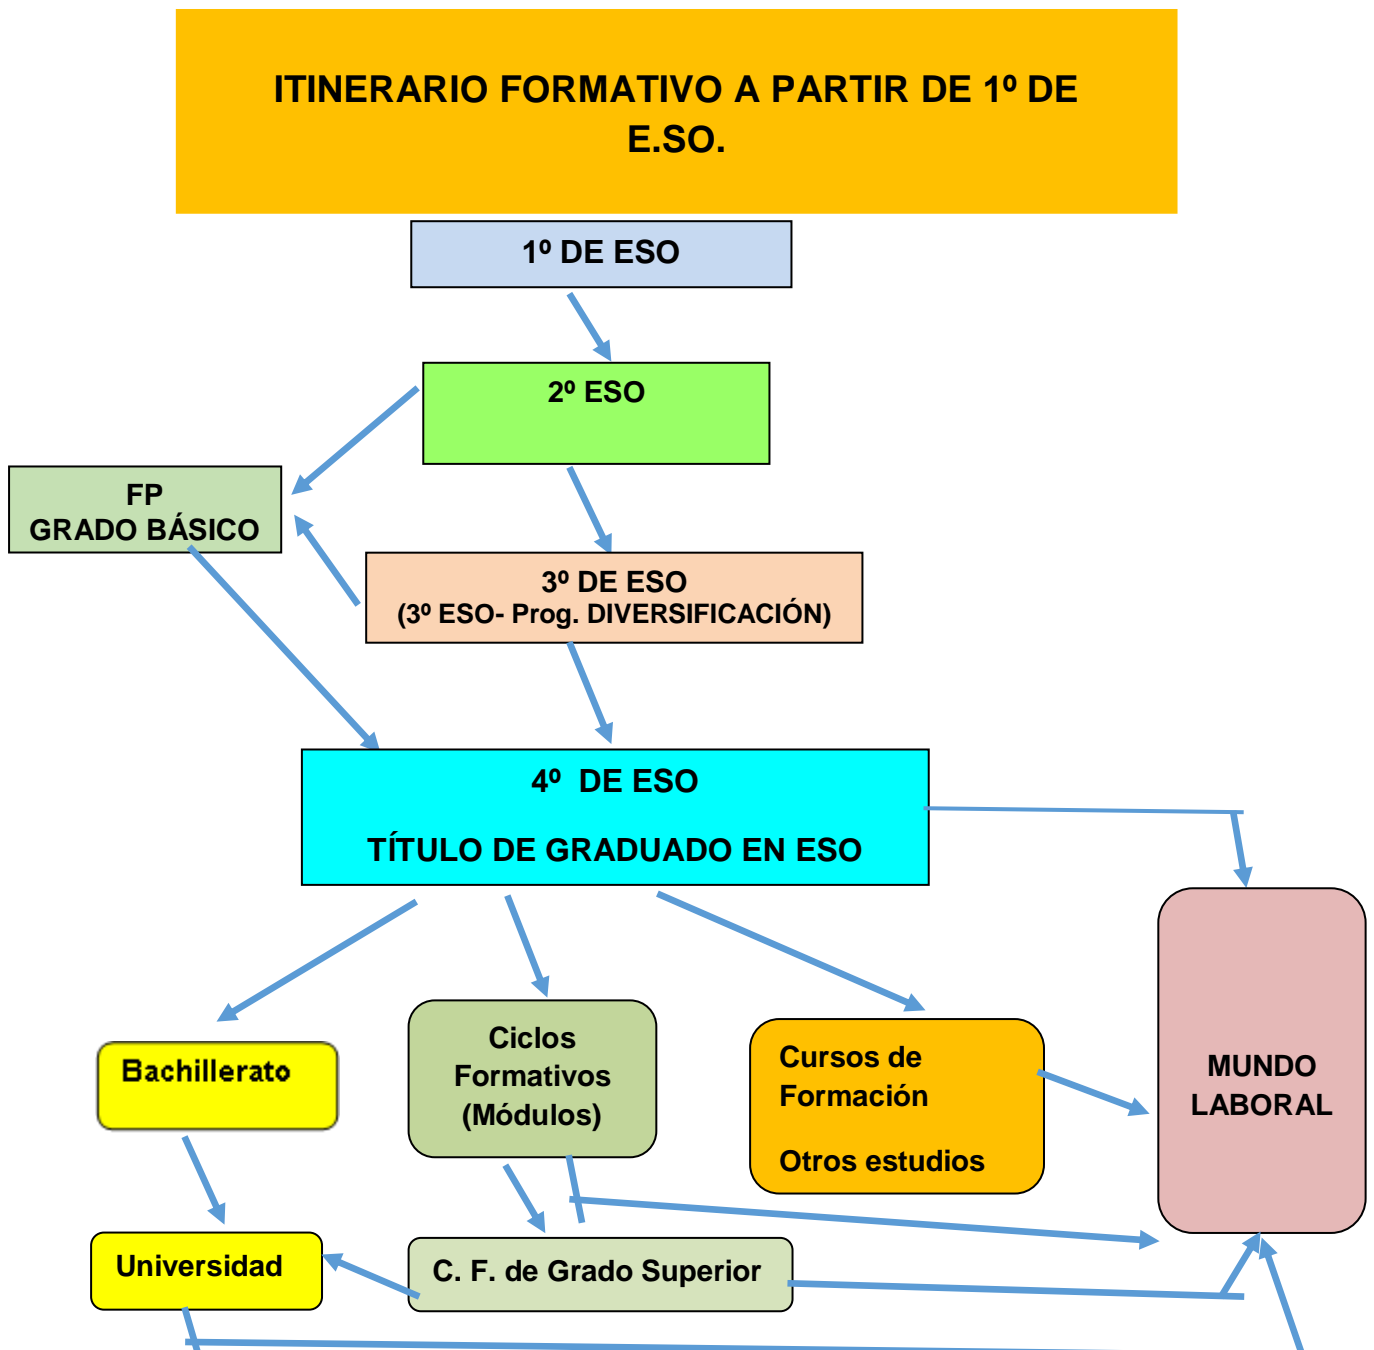 ITINERARIO FORMATIVO A PARTIR DE 1º DE
E.SO.
1º DE ESO
2º ESO
FP
GRADO BÁSICO
3º DE ESO
(3º ESO- Prog. DIVERSIFICACIÓN)
4º  DE ESO
TÍTULO DE GRADUADO EN ESO
Bachillerato
Ciclos
Formativos
(Módulos)
Cursos de
Formación
Otros estudios
MUNDO
LABORAL
Universidad
C. F. de Grado Superior